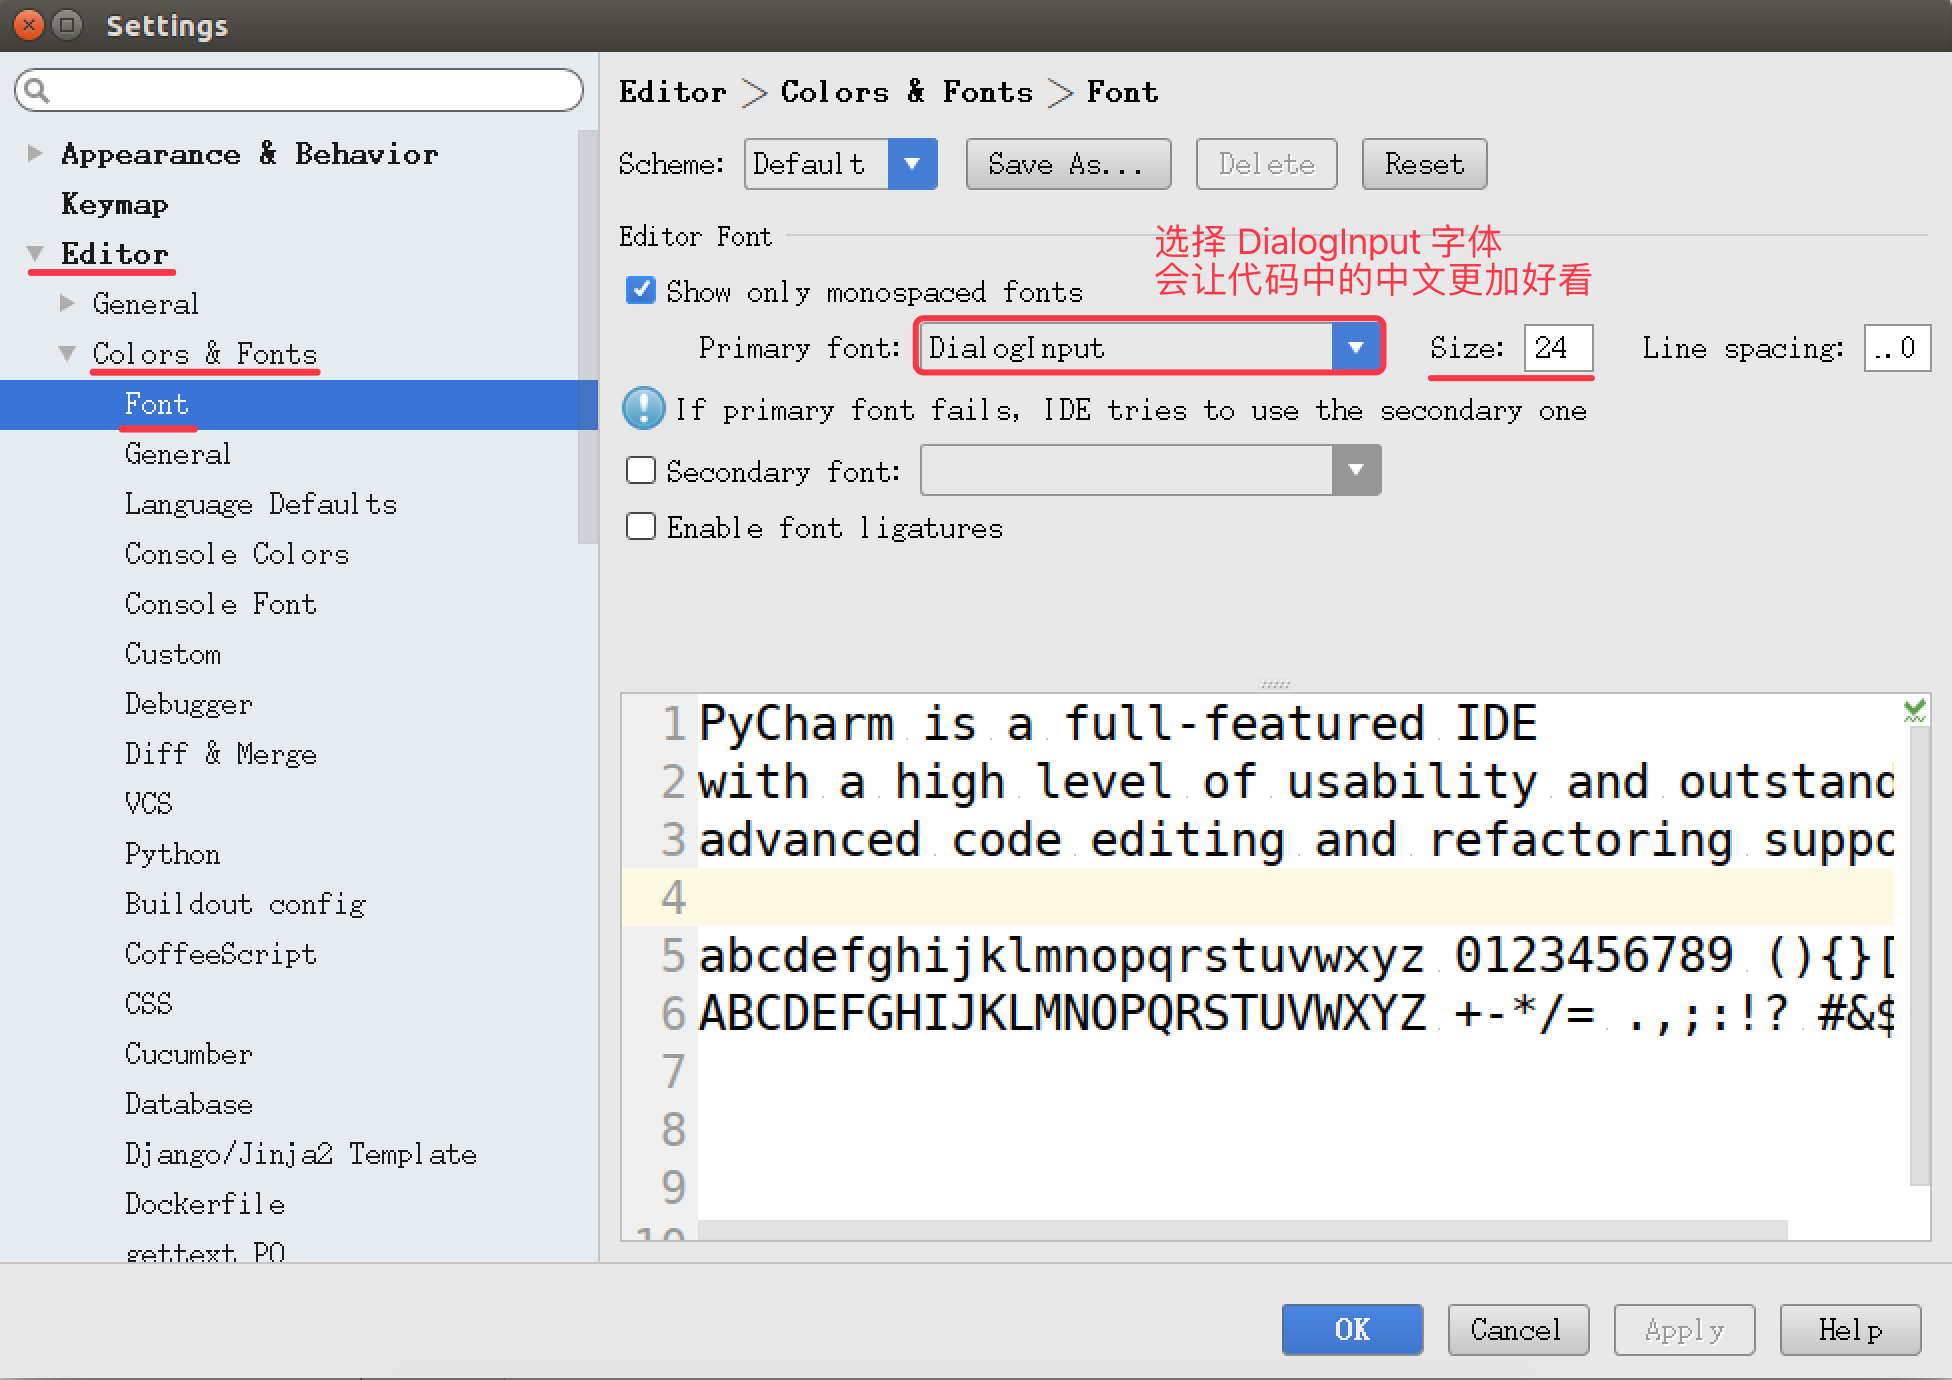 Settings
Appearance & Behavior
Keymap
Editor
General
Colors & Fonts
Font
General
Language Defaults
Console Colors
Console Font
Custom
Debugger
Diff & Merge
VCS
Python
Buildout config
CoffeeScript
CSS
Cucumber
Database
Django/Jinja2 Template
Dockerfile
gettext PO
Editor > Colors & Fonts > Font
Scheme: Default Save As... Delete Reset
Editor Font
选择 DialogInput 字体
会让代码中的中文更加好看
Show only monospaced fonts
Primary font: DialogInput Size: 24 Line spacing: ..0
If primary font fails, IDE tries to use the secondary one
Secondary font:
Enable font ligatures
1 PyCharm is a full-featured IDE
2 with a high level of usability and outstand
3 advanced code editing and refactoring suppo
4
5 abcdefghijklmnopqrstuvwxyz 0123456789 (){}[
6 ABCDEFGHIJKLMNOPQRSTUVWXYZ +-*/= .,;:!? #&$
7
8
9
10
OK Cancel Apply Help